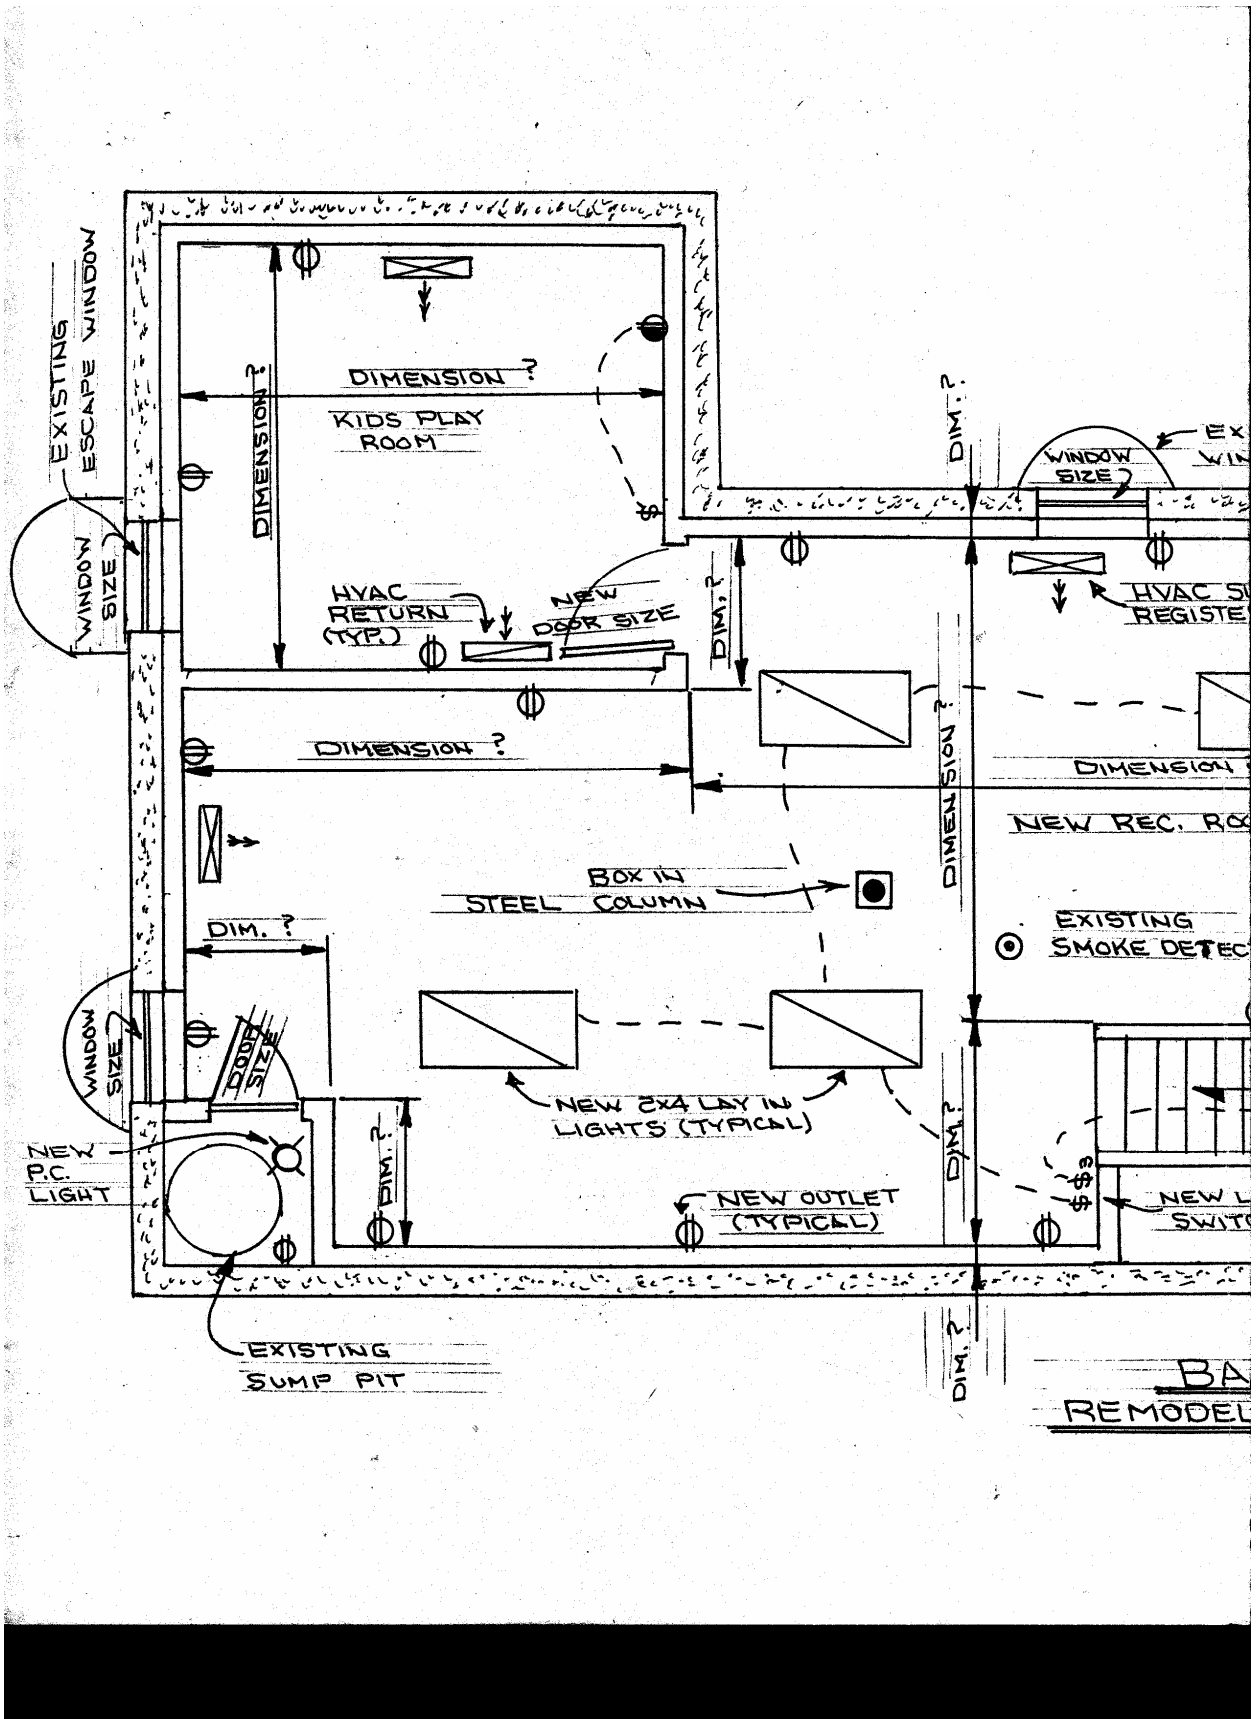 EXISTING
ESCAPE WINDOW
DIMENSION ?
DIMENSION ?
KIDS PLAY
ROOM
DIM. ?
WINDOW
SIZE
EX
WIN
WINDOW
SIZE
HVAC
RETURN
(TYP.)
NEW
DOOR SIZE
DIM. ?
HVAC SU
REGISTE
DIMENSION ?
DIMENSION ?
DIMENSION
NEW REC. ROO
BOX IN
STEEL COLUMN
EXISTING
SMOKE DETEC
DIM. ?
WINDOW
SIZE
DOOR
SIZE
NEW 2X4 LAY IN
LIGHTS (TYPICAL)
NEW
P.C.
LIGHT
DIM. ?
DIM. ?
NEW OUTLET
(TYPICAL)
$ $3
$
$
NEW L
SWITC
EXISTING
SUMP PIT
DIM. ?
BA
REMODEL